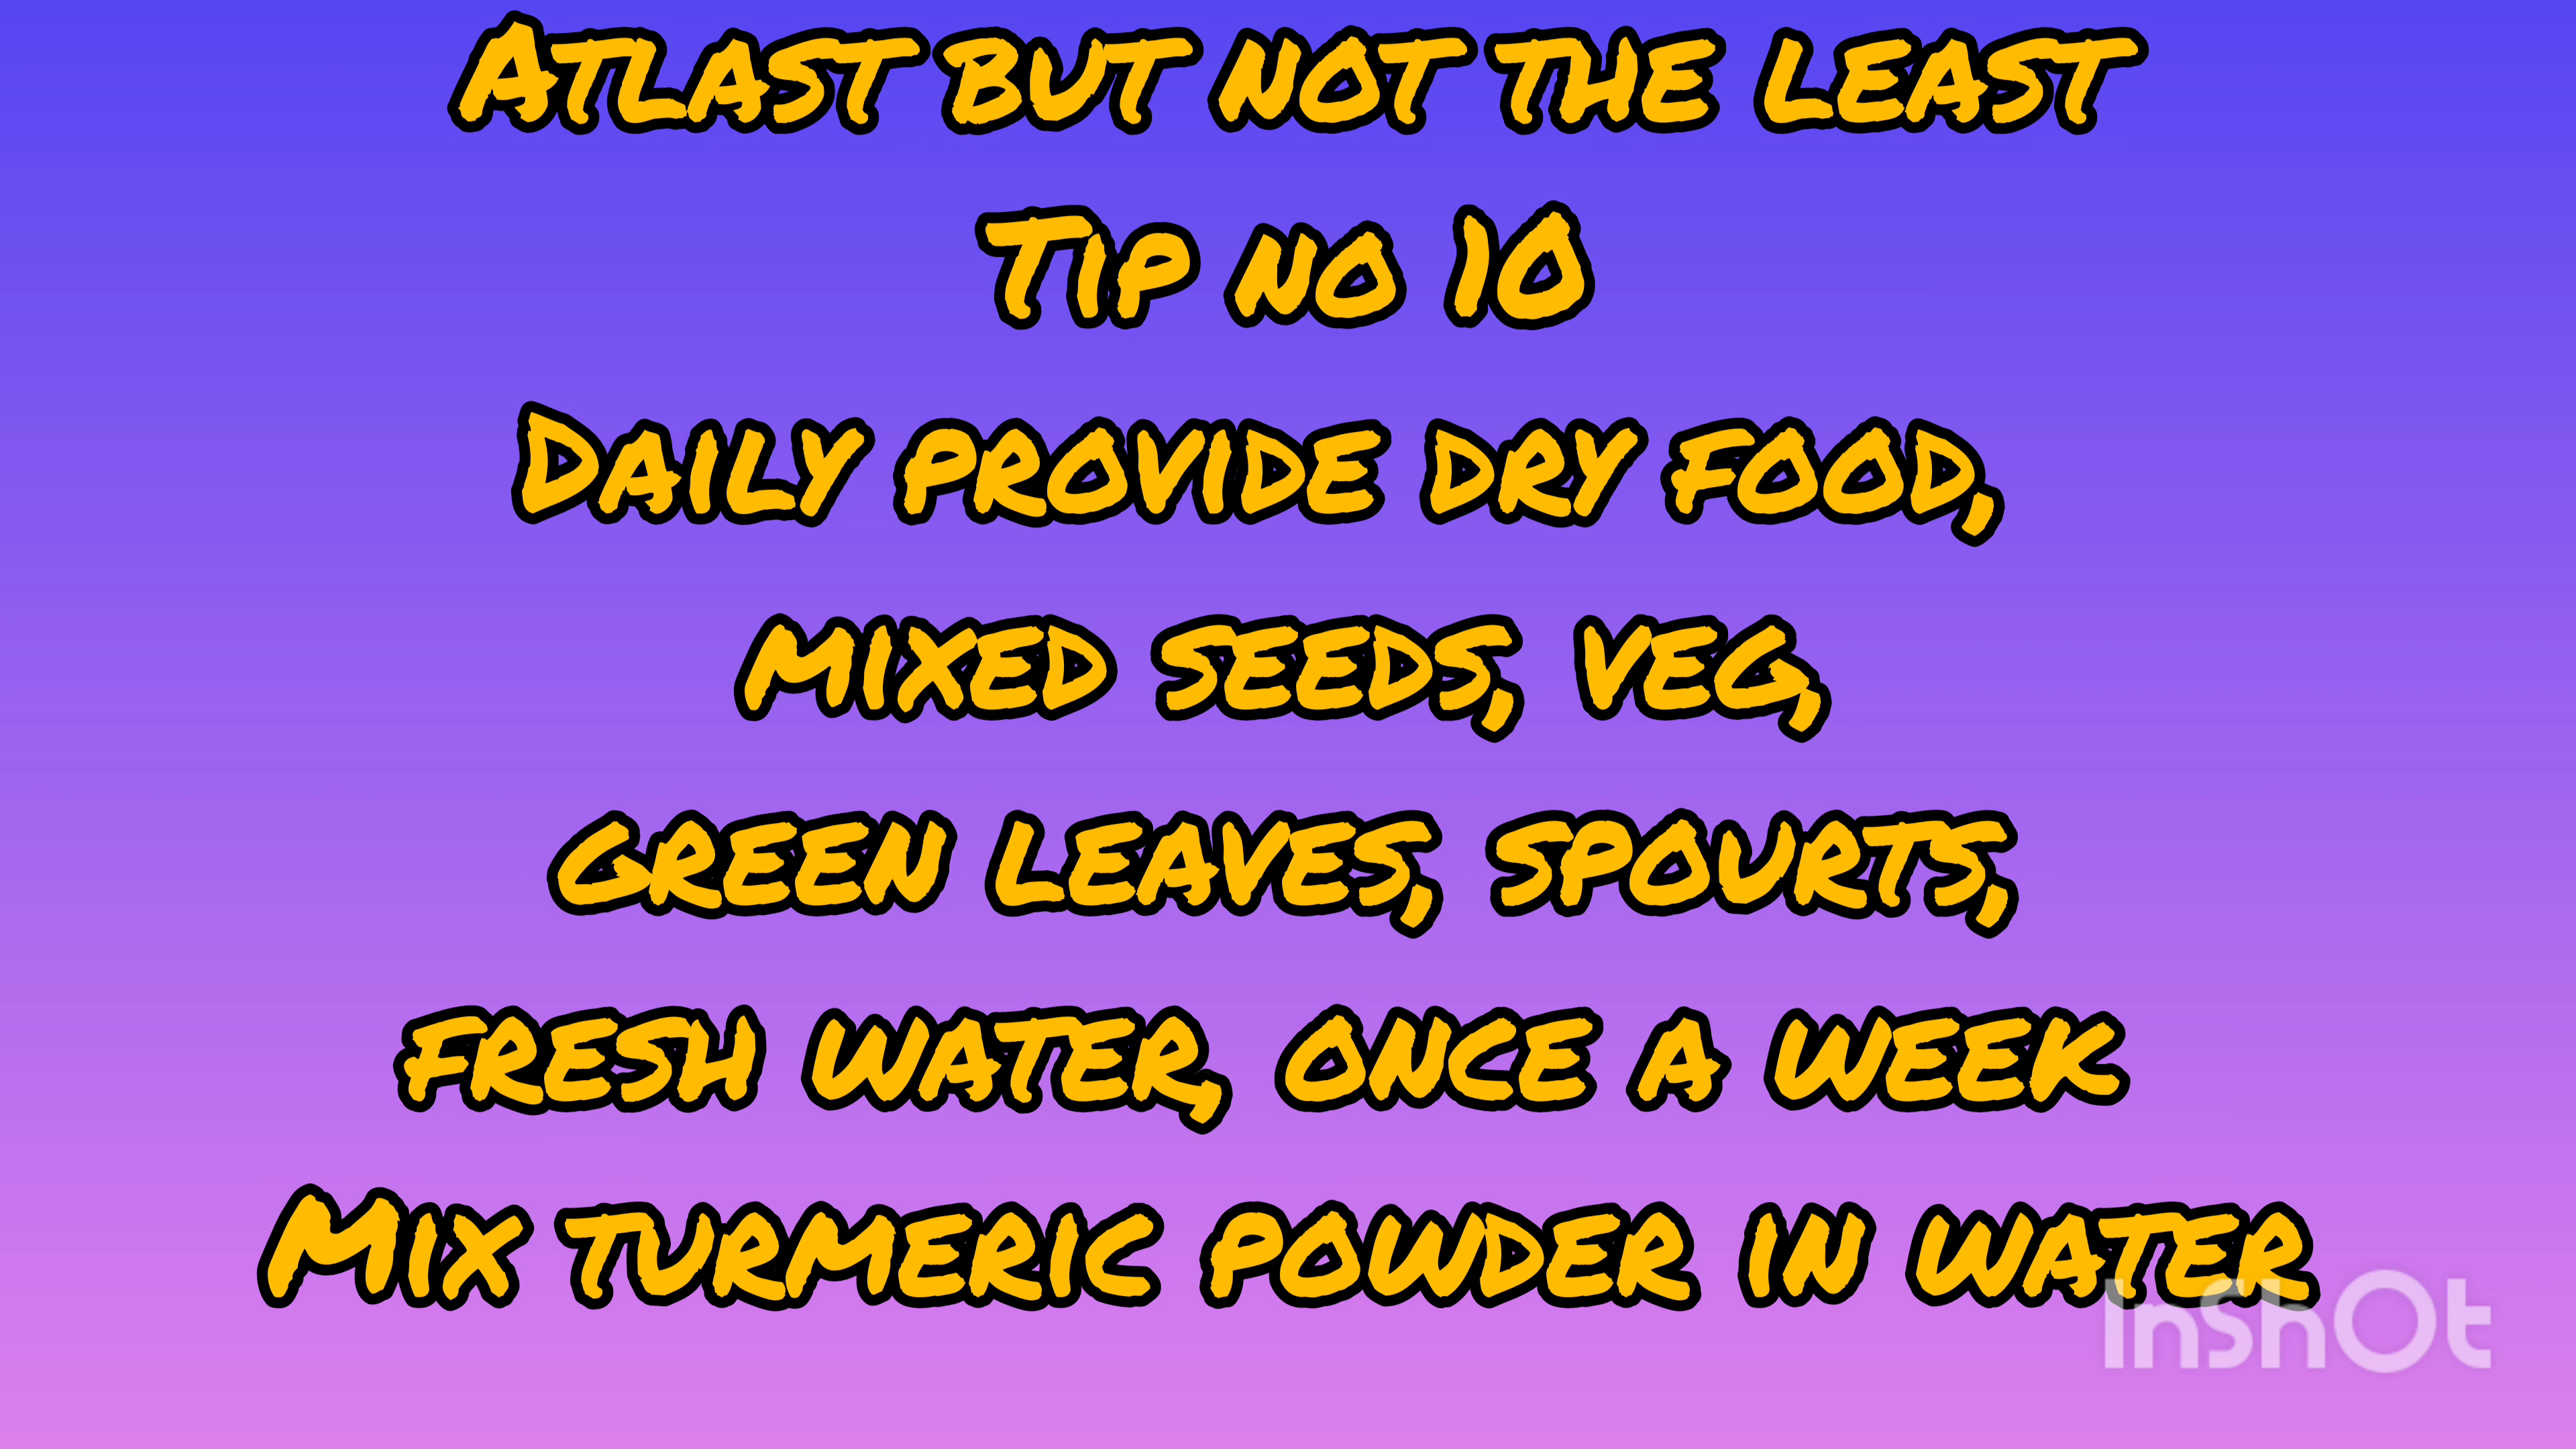 Atlast but not the least
Tip no 10
Daily provide dry food,
mixed seeds, veg,
green leaves, spourts,
fresh water, once a week
Mix turmeric powder in water
InShOt